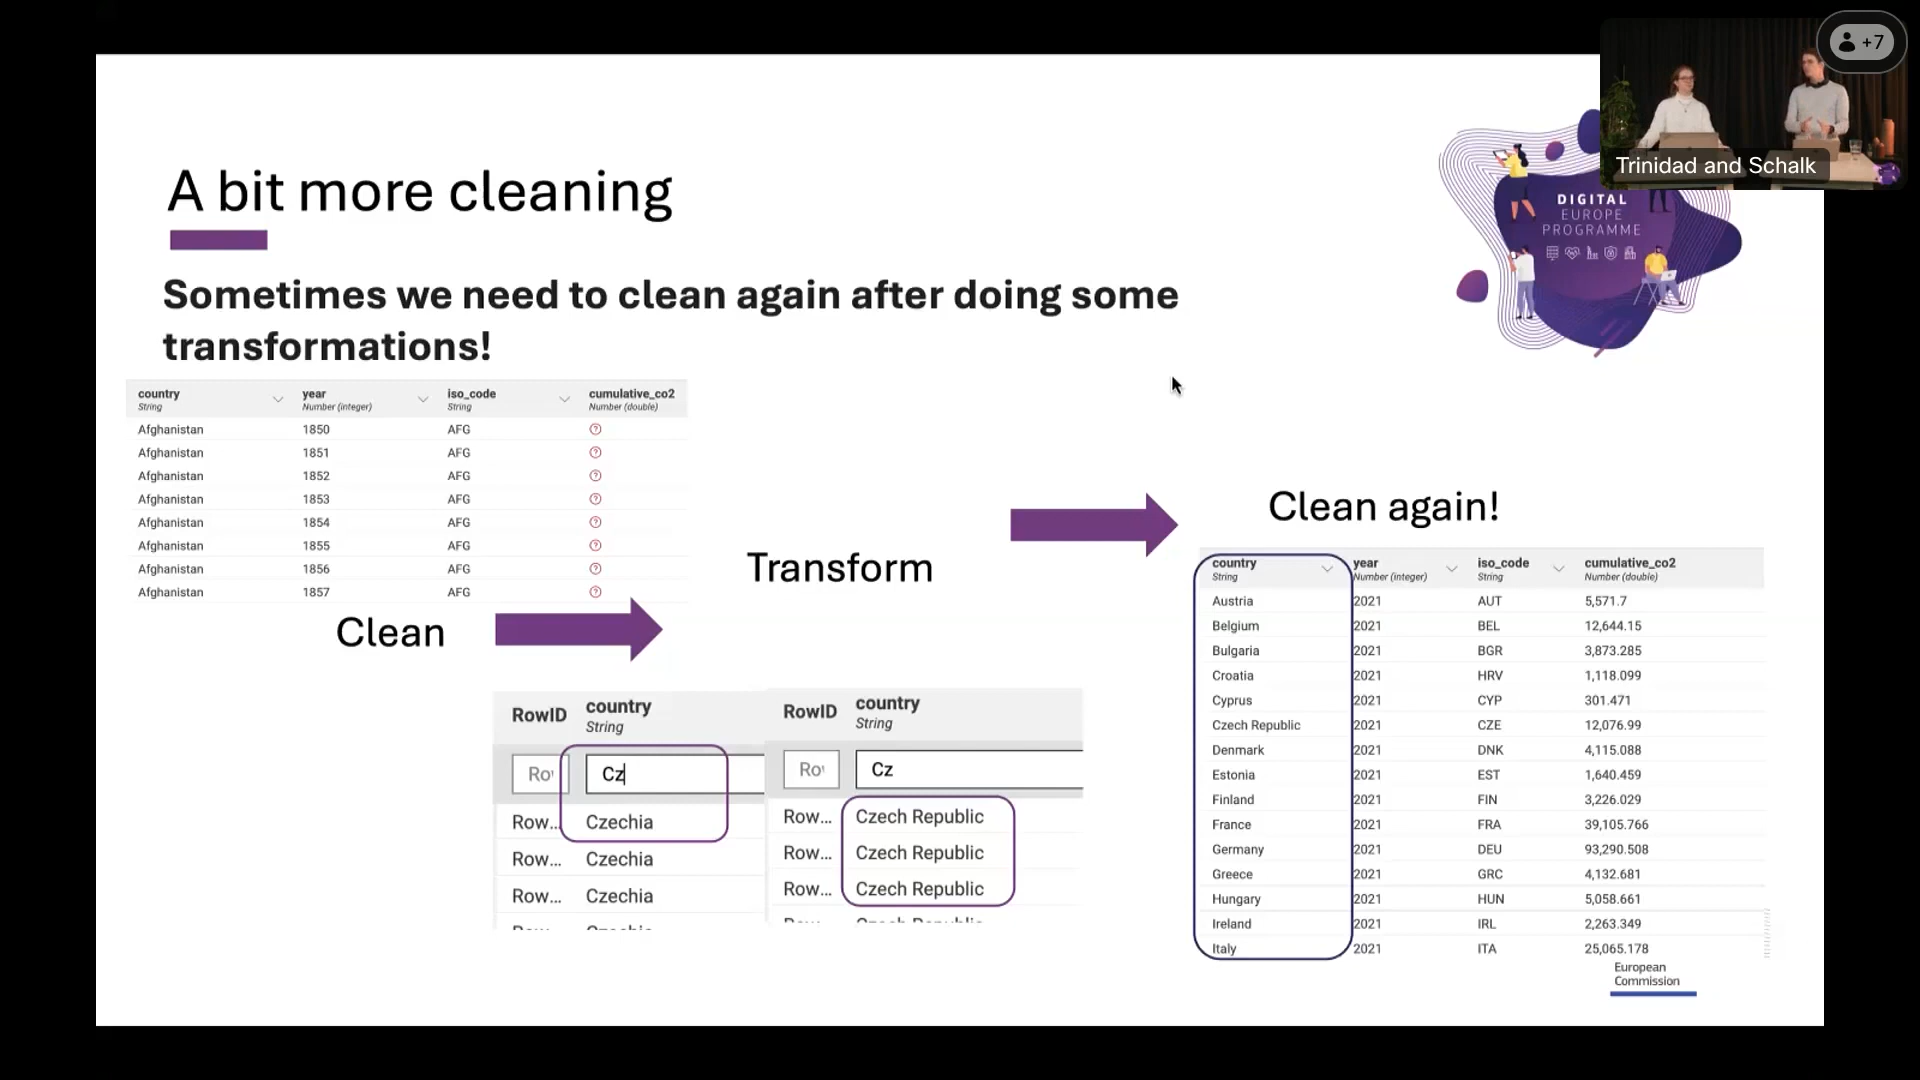 +7
Trinidad and Schalk
DIGITAL
EUROPE
PROGRAMME
A bit more cleaning
Sometimes we need to clean again after doing some
transformations!
country year iso_code cumulative_co2
String Number (integer) String Number (double)
Afghanistan 1850 AFG ?
Afghanistan 1851 AFG ?
Afghanistan 1852 AFG ?
Afghanistan 1853 AFG ?
Afghanistan 1854 AFG ?
Afghanistan 1855 AFG ?
Afghanistan 1856 AFG ?
Afghanistan 1857 AFG ?
Clean
Transform
Clean again!
RowID country
String
Ro Cz
Row... Czechia
Row... Czechia
Row... Czechia
RowID country
String
Ro Cz
Row... Czech Republic
Row... Czech Republic
Row... Czech Republic
country year iso_code cumulative_co2
String Number (integer) String Number (double)
Austria 2021 AUT 5,571.7
Belgium 2021 BEL 12,644.15
Bulgaria 2021 BGR 3,873.285
Croatia 2021 HRV 1,118.099
Cyprus 2021 CYP 301.471
Czech Republic 2021 CZE 12,076.99
Denmark 2021 DNK 4,115.088
Estonia 2021 EST 1,640.459
Finland 2021 FIN 3,226.029
France 2021 FRA 39,105.766
Germany 2021 DEU 93,290.508
Greece 2021 GRC 4,132.681
Hungary 2021 HUN 5,058.661
Ireland 2021 IRL 2,263.349
Italy 2021 ITA 25,065.178
European
Commission